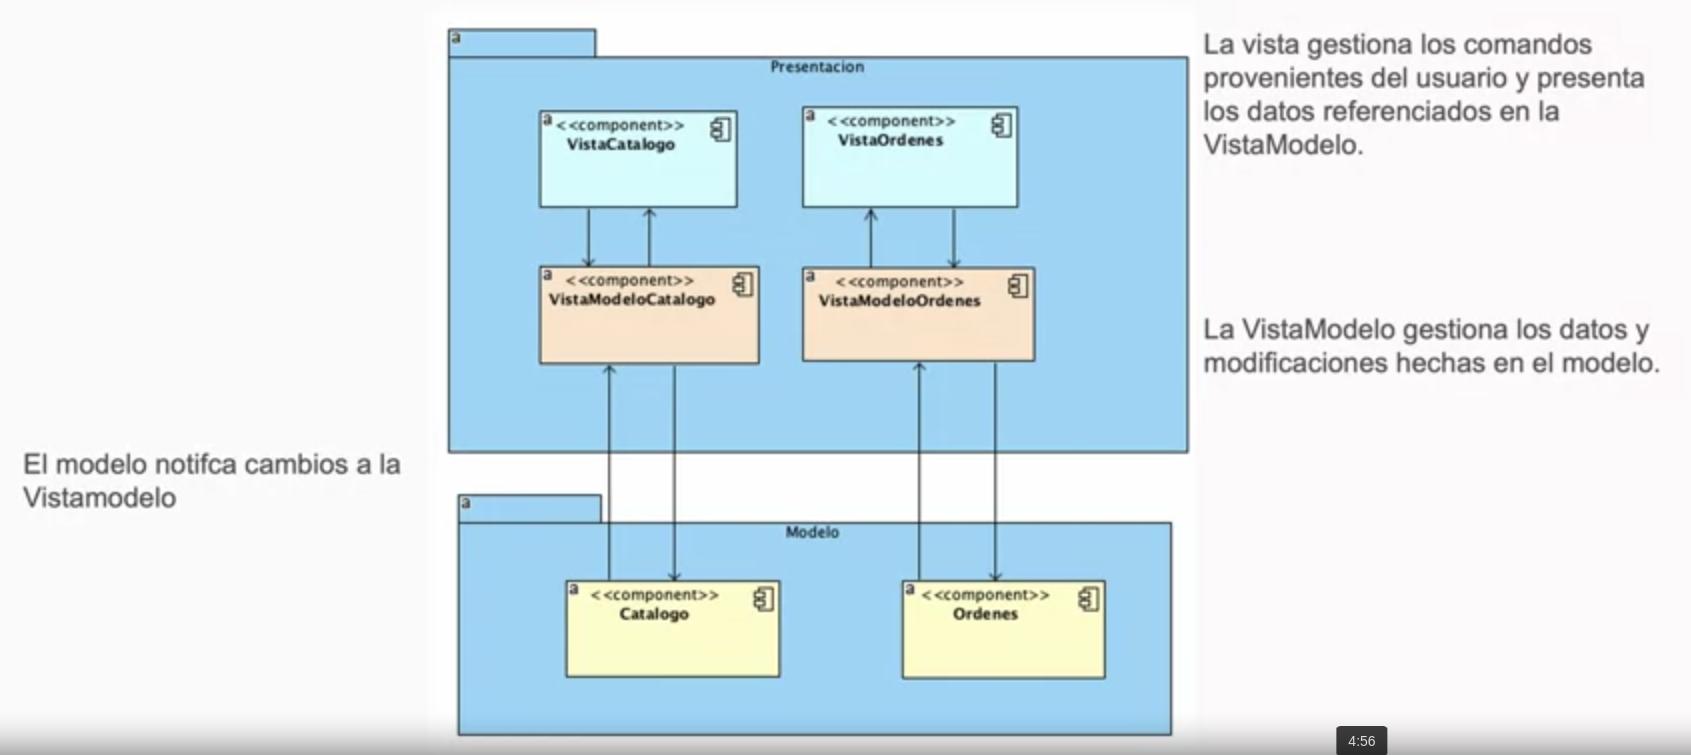 a
Presentacion
a
<<component>>
VistaCatalogo
a
<<component>>
VistaOrdenes
La vista gestiona los comandos
provenientes del usuario y presenta
los datos referenciados en la
VistaModelo.
a
<<component>>
VistaModeloCatalogo
a
<<component>>
VistaModeloOrdenes
La VistaModelo gestiona los datos y
modificaciones hechas en el modelo.
El modelo notifca cambios a la
Vistamodelo
a
Modelo
a
<<component>>
Catalogo
a
<<component>>
Ordenes
4:56